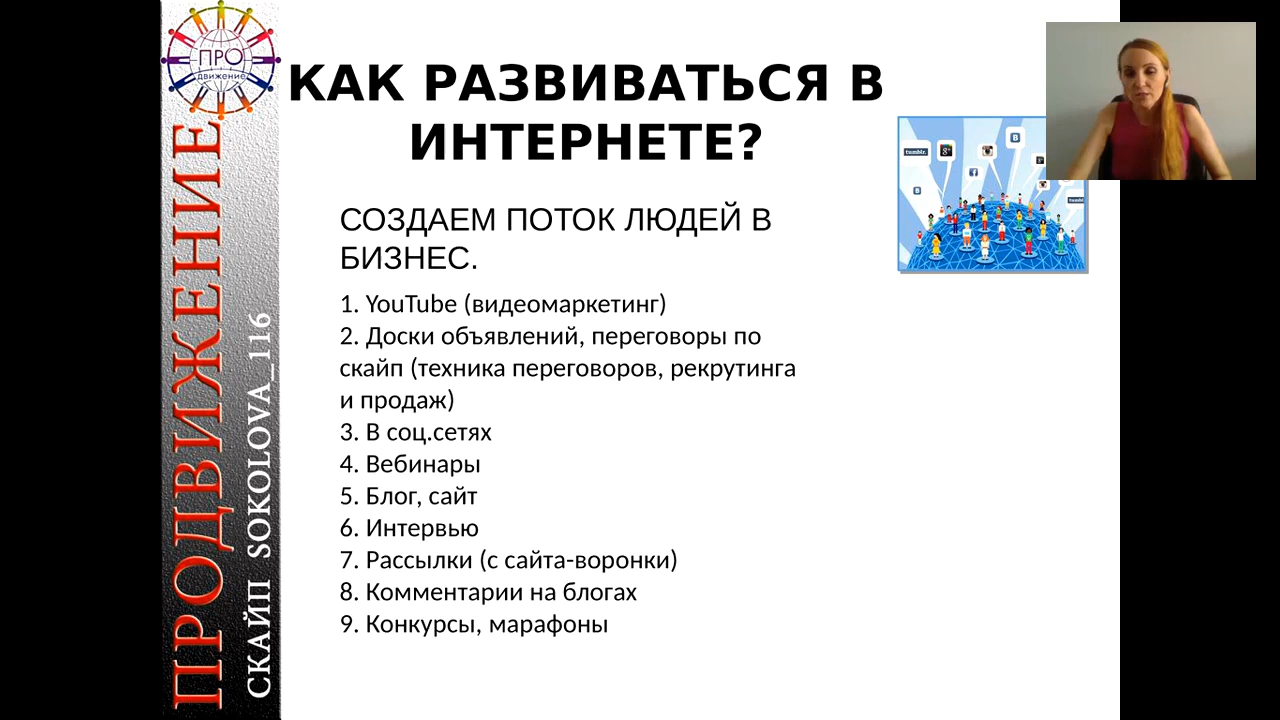 ПРО
движение
КАК РАЗВИВАТЬСЯ В
ИНТЕРНЕТЕ?
СОЗДАЕМ ПОТОК ЛЮДЕЙ В
БИЗНЕС.
1. YouTube (видеомаркетинг)
2. Доски объявлений, переговоры по
скайп (техника переговоров, рекрутинга
и продаж)
3. В соц.сетях
4. Вебинары
5. Блог, сайт
6. Интервью
7. Рассылки (с сайта-воронки)
8. Комментарии на блогах
9. Конкурсы, марафоны
ПРОДВИЖЕНИЕ
СКАЙП SOKOLOVA_116
tumblr.
g+
B
f
B